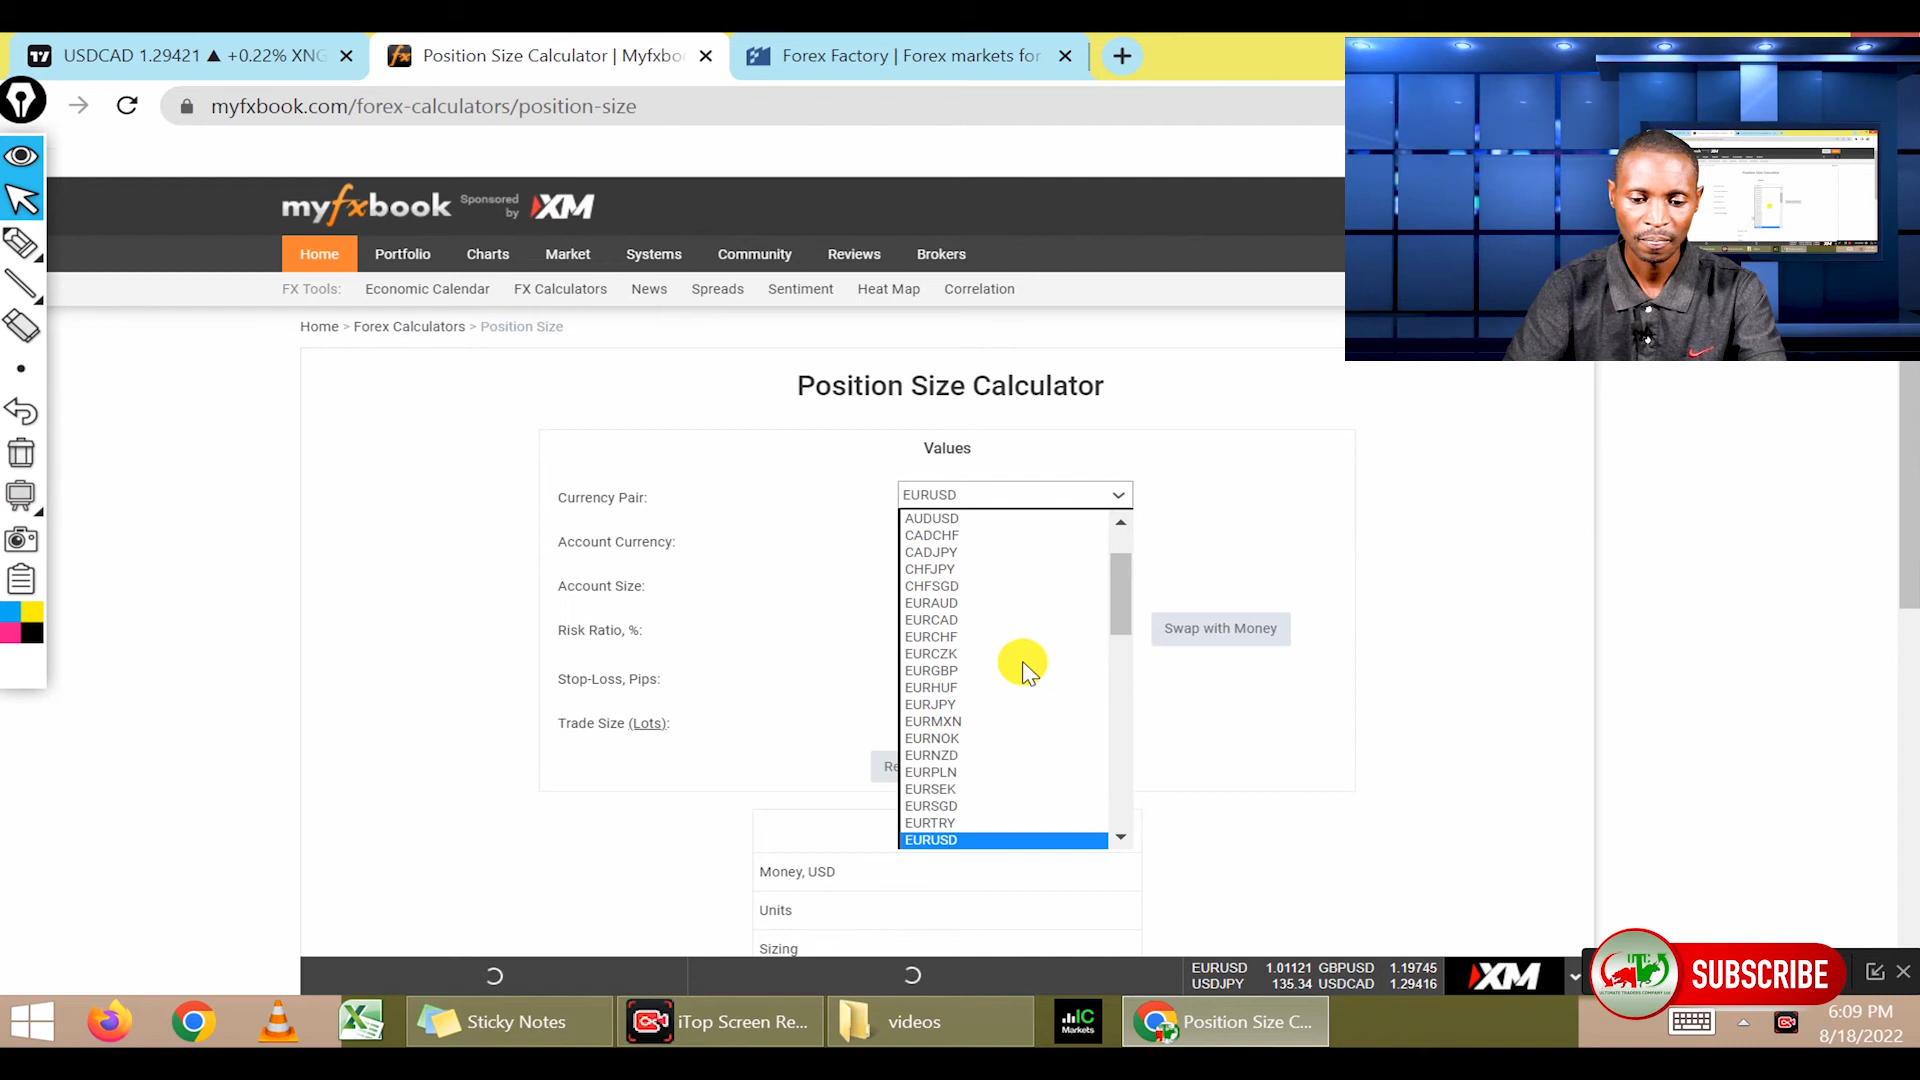 USDCAD 1.29421 ▲ +0.22% XNG
Position Size Calculator | Myfxbo
Forex Factory | Forex markets for
myfxbook.com/forex-calculators/position-size
myfxbook Sponsored by XM
Home Portfolio Charts Market Systems Community Reviews Brokers
FX Tools: Economic Calendar FX Calculators News Spreads Sentiment Heat Map Correlation
Home > Forex Calculators > Position Size
Position Size Calculator
Values
Currency Pair: EURUSD
Account Currency:
Account Size:
Risk Ratio, %:
Stop-Loss, Pips:
Trade Size (Lots):
AUDUSD
CADCHF
CADJPY
CHFJPY
CHFSGD
EURAUD
EURCAD
EURCHF
EURCZK
EURGBP
EURHUF
EURJPY
EURMXN
EURNOK
EURNZD
EURPLN
EURSEK
EURSGD
EURTRY
EURUSD
Swap with Money
Re
Money, USD
Units
Sizing
EURUSD 1.01121 GBPUSD 1.19745
USDJPY 135.34 USDCAD 1.29416
XM
SUBSCRIBE
Sticky Notes
iTop Screen Re...
videos
IC Markets
Position Size C...
6:09 PM
8/18/2022